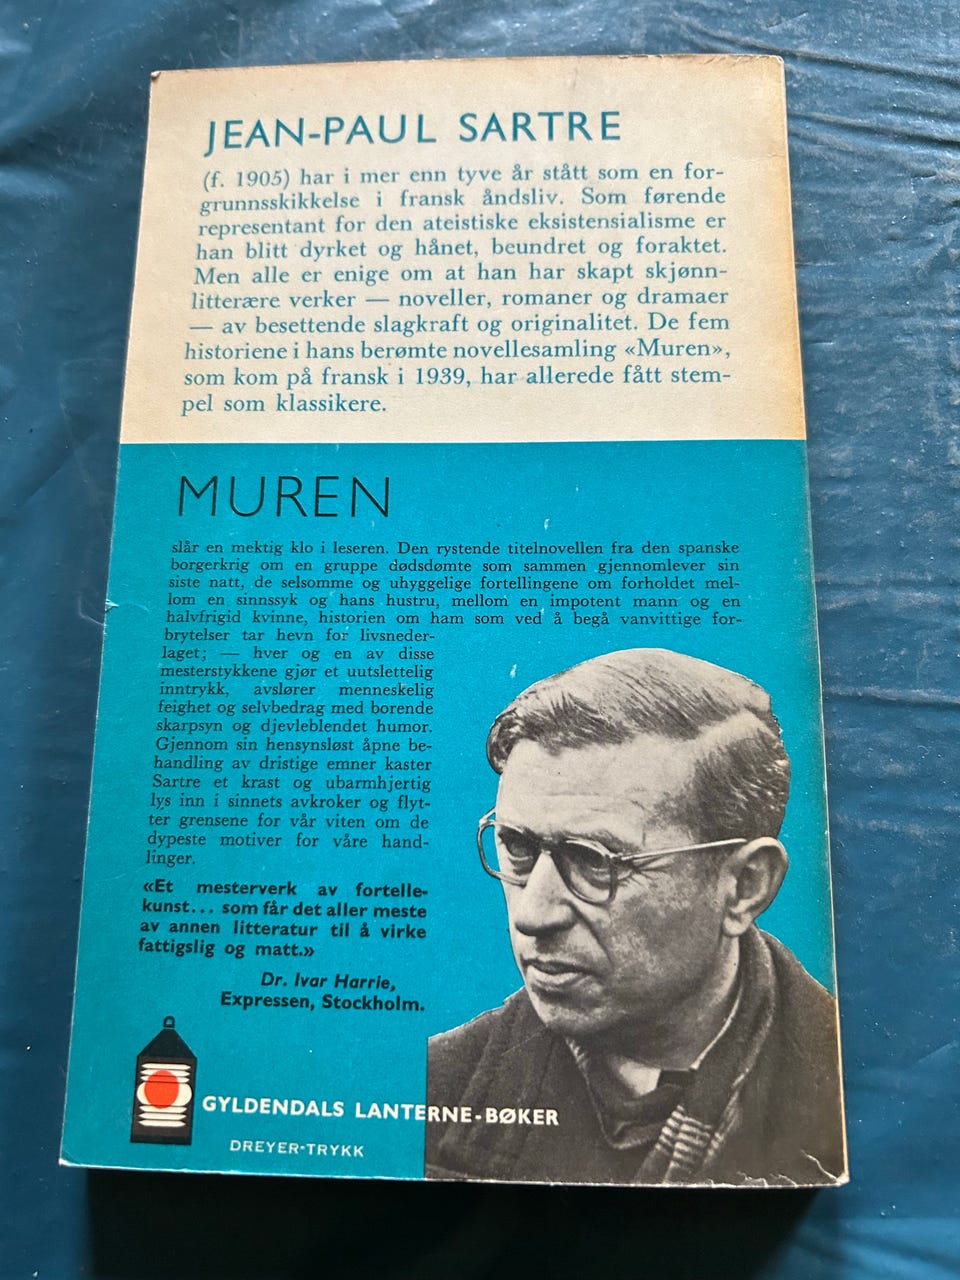 JEAN-PAUL SARTRE
(f. 1905) har i mer enn tyve år stått som en for-
grunnsskikkelse i fransk åndsliv. Som førende
representant for den ateistiske eksistensialisme er
han blitt dyrket og hånet, beundret og foraktet.
Men alle er enige om at han har skapt skjønn-
litterære verker — noveller, romaner og dramaer
— av besettende slagkraft og originalitet. De fem
historiene i hans berømte novellesamling «Muren»,
som kom på fransk i 1939, har allerede fått stem-
pel som klassikere.
MUREN
slår en mektig klo i leseren. Den rystende titelnovellen fra den spanske
borgerkrig om en gruppe dødsdømte som sammen gjennomlever sin
siste natt, de selsomme og uhyggelige fortellingene om forholdet mel-
lom en sinnssyk og hans hustru, mellom en impotent mann og en
halvfrigid kvinne, historien om ham som ved å begå vanvittige for-
brytelser tar hevn for livsneder-
laget; — hver og en av disse
mesterstykkene gjør et uutslettelig
inntrykk, avslører menneskelig
feighet og selvbedrag med borende
skarpsyn og djevleblendet humor.
Gjennom sin hensynsløst åpne be-
handling av dristige emner kaster
Sartre et krast og ubarmhjertig
lys inn i sinnets avkroker og flyt-
ter grensene for vår viten om de
dypeste motiver for våre hand-
linger.
«Et mesterverk av fortelle-
kunst... som får det aller meste
av annen litteratur til å virke
fattigslig og matt.»
Dr. Ivar Harrie,
Expressen, Stockholm.
GYLDENDALS LANTERNE-BØKER
DREYER-TRYKK